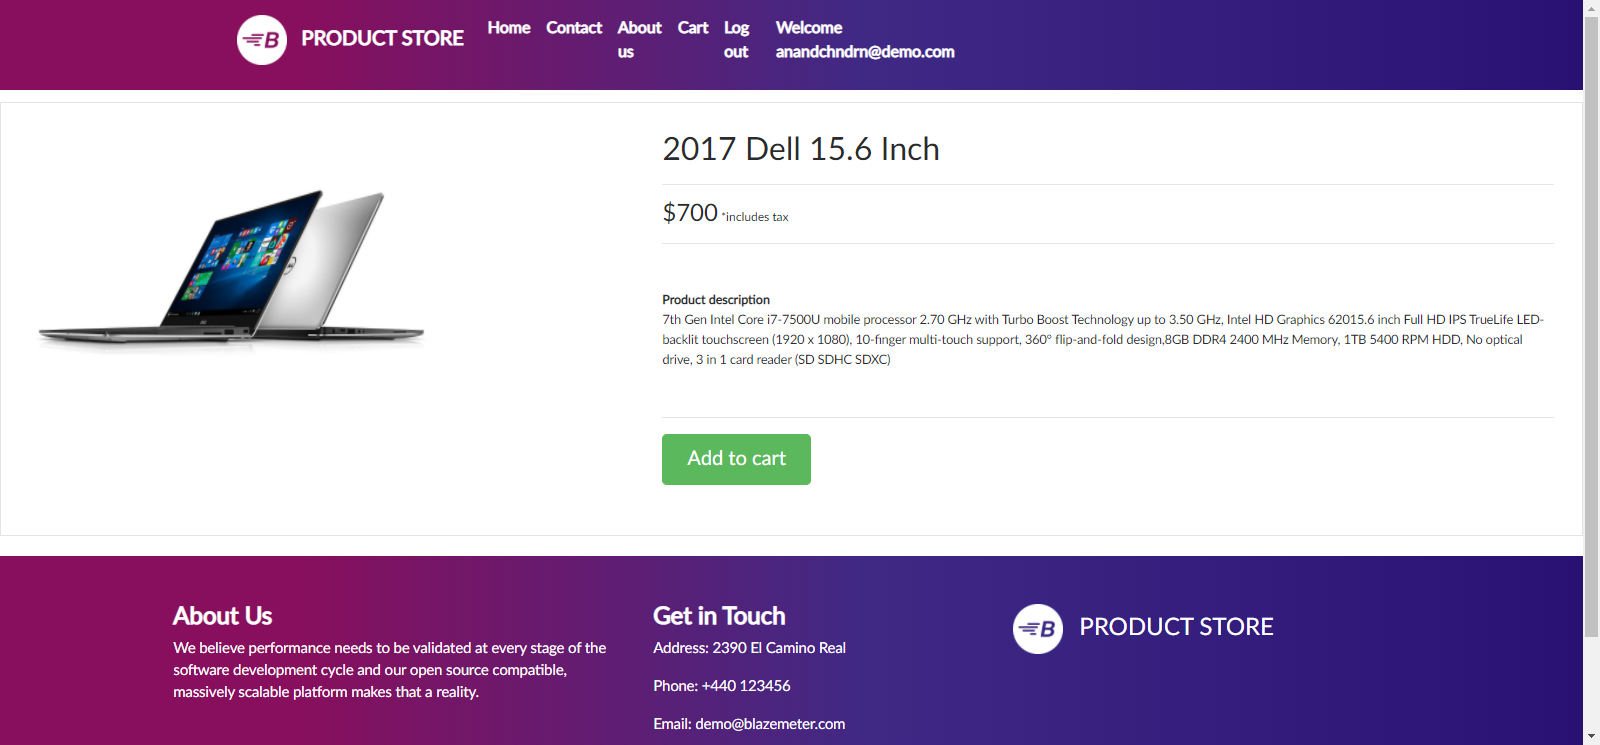 B
PRODUCT STORE
Home
Contact
About
us
Cart
Log
out
Welcome
anandchndrn@demo.com
2017 Dell 15.6 Inch
$700 *includes tax
Product description
7th Gen Intel Core i7-7500U mobile processor 2.70 GHz with Turbo Boost Technology up to 3.50 GHz, Intel HD Graphics 62015.6 inch Full HD IPS TrueLife LED-
backlit touchscreen (1920 x 1080), 10-finger multi-touch support, 360° flip-and-fold design,8GB DDR4 2400 MHz Memory, 1TB 5400 RPM HDD, No optical
drive, 3 in 1 card reader (SD SDHC SDXC)
Add to cart
About Us
We believe performance needs to be validated at every stage of the
software development cycle and our open source compatible,
massively scalable platform makes that a reality.
Get in Touch
Address: 2390 El Camino Real
Phone: +440 123456
Email: demo@blazemeter.com
B
PRODUCT STORE